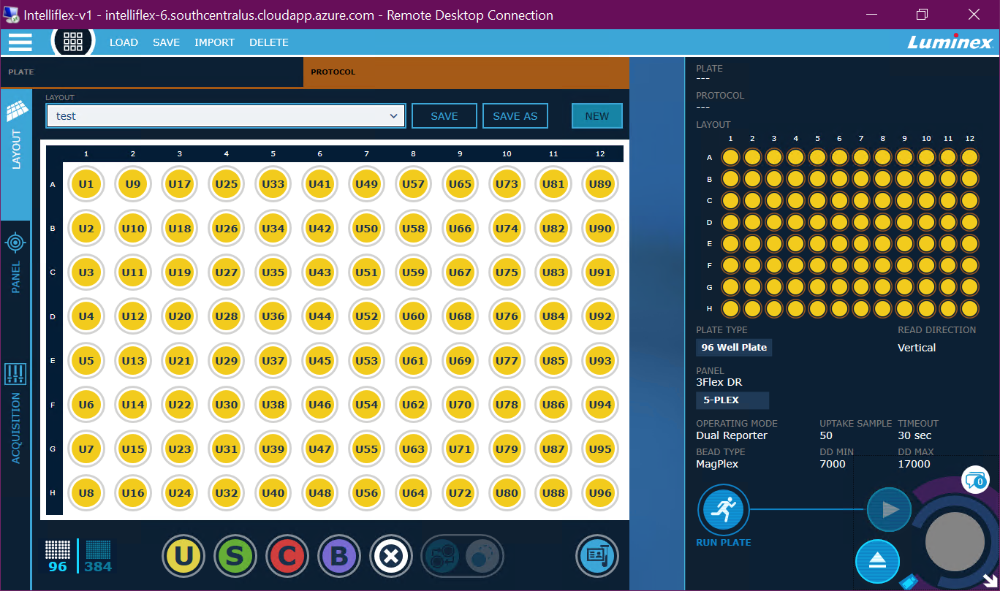 Intelliflex-v1 - intelliflex-6.southcentralus.cloudapp.azure.com - Remote Desktop Connection
LOAD SAVE IMPORT DELETE
Luminex
PLATE
PROTOCOL
LAYOUT
test
SAVE
SAVE AS
NEW
LAYOUT
PANEL
ACQUISITION
1 2 3 4 5 6 7 8 9 10 11 12
A U1 U9 U17 U25 U33 U41 U49 U57 U65 U73 U81 U89
B U2 U10 U18 U26 U34 U42 U50 U58 U66 U74 U82 U90
C U3 U11 U19 U27 U35 U43 U51 U59 U67 U75 U83 U91
D U4 U12 U20 U28 U36 U44 U52 U60 U68 U76 U84 U92
E U5 U13 U21 U29 U37 U45 U53 U61 U69 U77 U85 U93
F U6 U14 U22 U30 U38 U46 U54 U62 U70 U78 U86 U94
G U7 U15 U23 U31 U39 U47 U55 U63 U71 U79 U87 U95
H U8 U16 U24 U32 U40 U48 U56 U64 U72 U80 U88 U96
96 384
U S C B
PLATE
---
PROTOCOL
---
LAYOUT
1 2 3 4 5 6 7 8 9 10 11 12
A
B
C
D
E
F
G
H
PLATE TYPE READ DIRECTION
96 Well Plate Vertical
PANEL
3Flex DR
5-PLEX
OPERATING MODE UPTAKE SAMPLE TIMEOUT
Dual Reporter 50 30 sec
BEAD TYPE DD MIN DD MAX
MagPlex 7000 17000
0
RUN PLATE